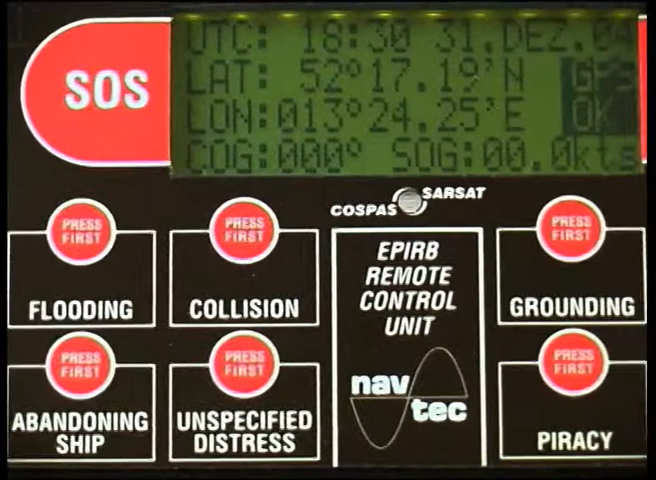 SOS
UTC: 18:30 31.DEZ.04
LAT: 52°17.19'N GPS
LON:013°24.25'E OK
COG:000° SOG:00.0kts
COSPAS SARSAT
PRESS FIRST
FLOODING
PRESS FIRST
COLLISION
EPIRB
REMOTE
CONTROL
UNIT
nav
tec
PRESS FIRST
GROUNDING
PRESS FIRST
ABANDONING
SHIP
PRESS FIRST
UNSPECIFIED
DISTRESS
PRESS FIRST
PIRACY